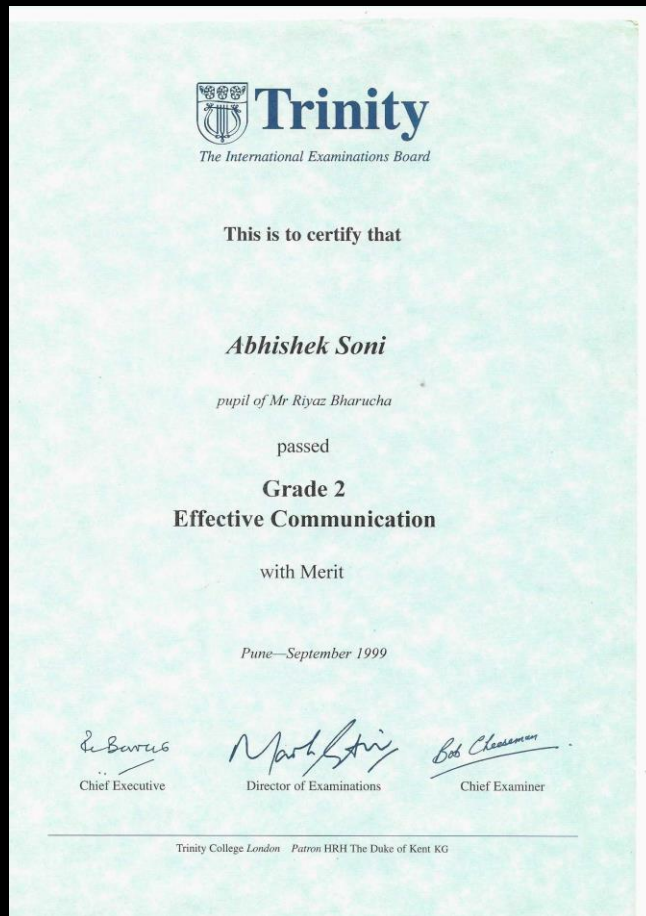 Trinity
The International Examinations Board
This is to certify that
Abhishek Soni
pupil of Mr Riyaz Bharucha
passed
Grade 2
Effective Communication
with Merit
Pune—September 1999
Bob Cheeseman
Chief Executive Director of Examinations Chief Examiner
Trinity College London Patron HRH The Duke of Kent KG